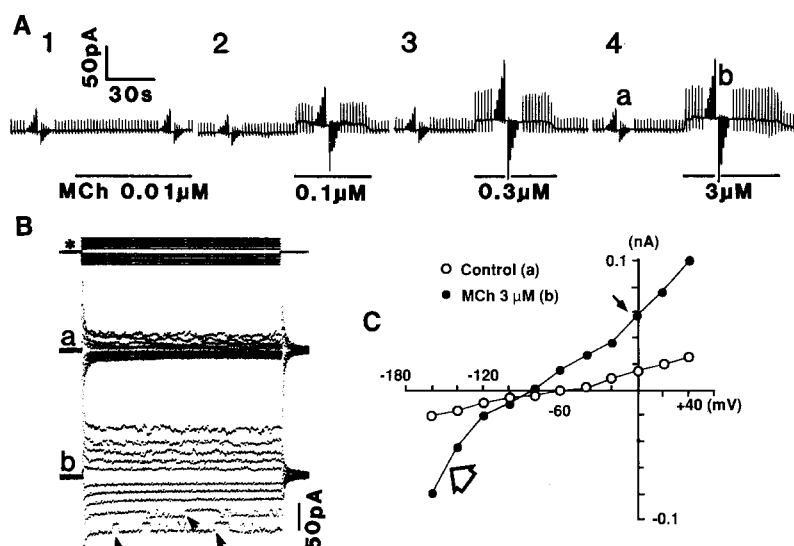 A
1
2
3
4
50pA
30s
a
b
MCh 0.01μM
0.1μM
0.3μM
3μM
B
*
a
b
50pA
C
(nA)
0.1
Control (a)
MCh 3 μM (b)
-180
-120
-60
+40 (mV)
-0.1